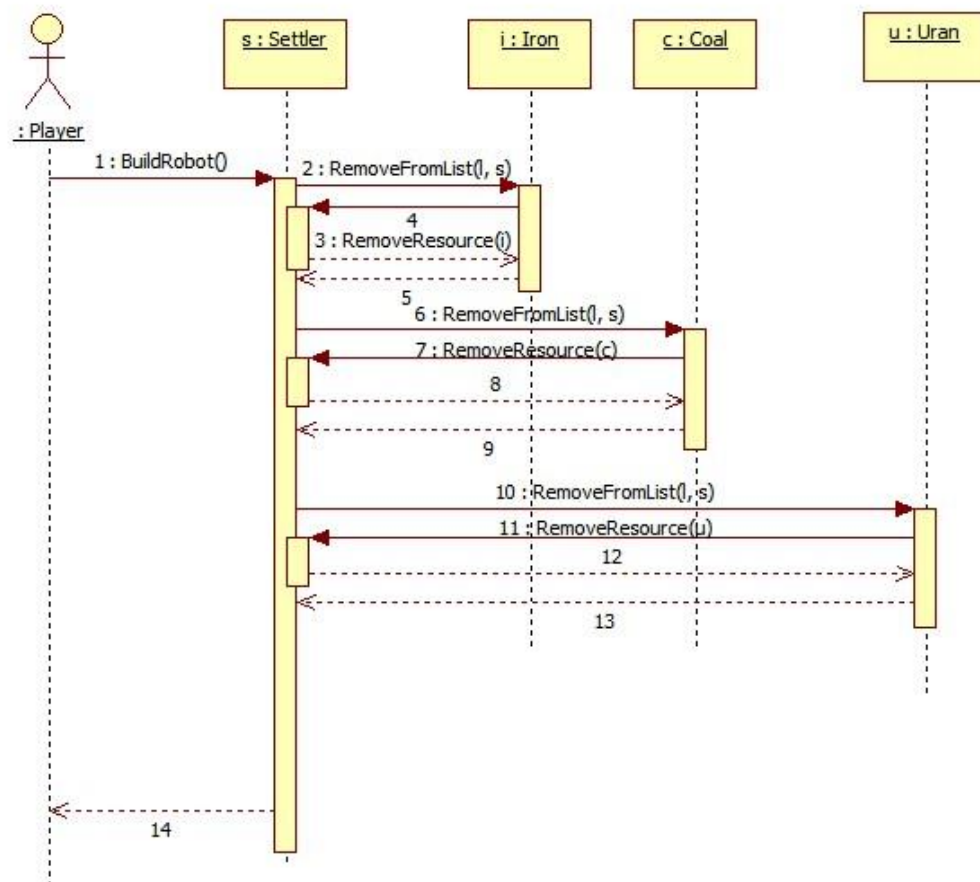 s : Settler
i : Iron
c : Coal
u : Uran
: Player
1 : BuildRobot()
2 : RemoveFromList(l, s)
4
3 : RemoveResource(i)
5
6 : RemoveFromList(l, s)
7 : RemoveResource(c)
8
9
10 : RemoveFromList(l, s)
11 : RemoveResource(µ)
12
13
14